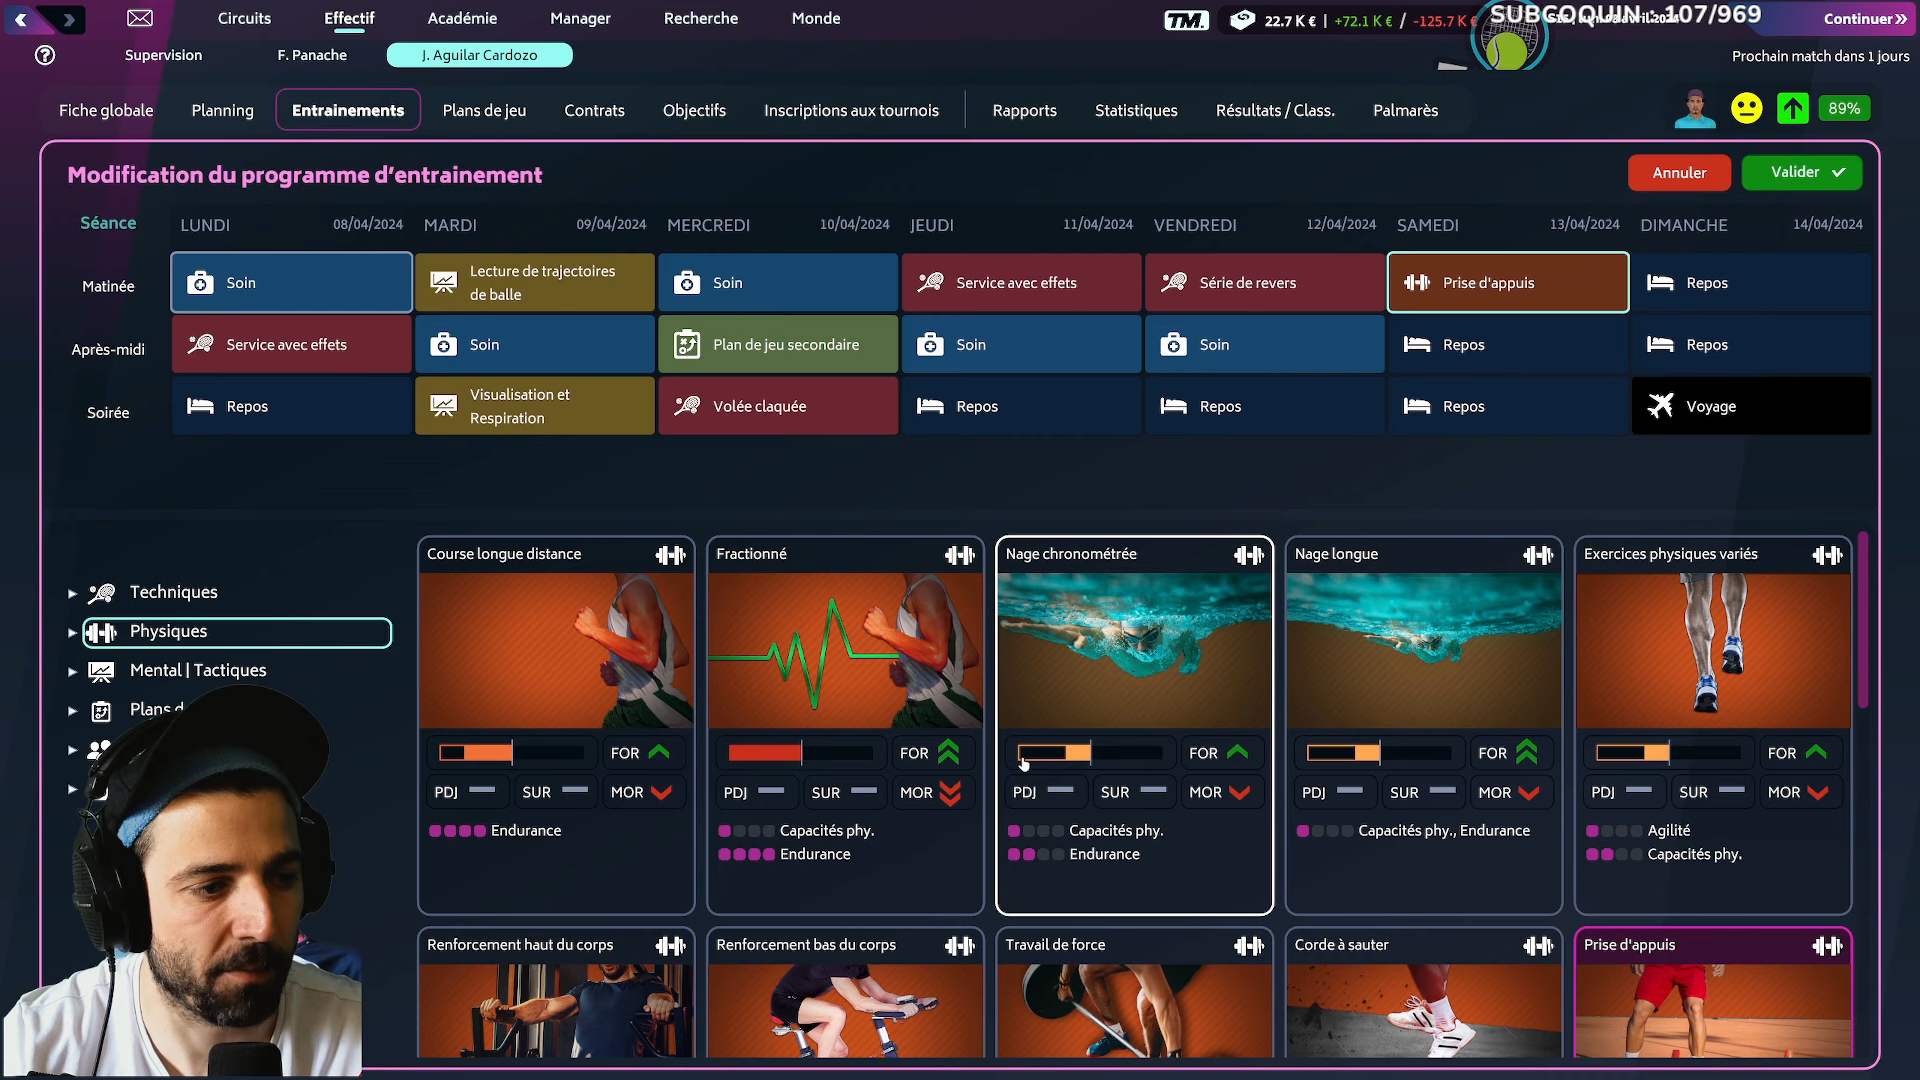 Circuits Effectif Académie Manager Recherche Monde
TM. 22.7 K € | +72.1 K € / -125.7 K €
SUBCOQUIN : 107/969
Continuer
Supervision F. Panache J. Aguilar Cardozo
Prochain match dans 1 jours
Fiche globale Planning Entrainements Plans de jeu Contrats Objectifs Inscriptions aux tournois Rapports Statistiques Résultats / Class. Palmarès 89%
Modification du programme d'entrainement
Annuler Valider
Séance LUNDI 08/04/2024 MARDI 09/04/2024 MERCREDI 10/04/2024 JEUDI 11/04/2024 VENDREDI 12/04/2024 SAMEDI 13/04/2024 DIMANCHE 14/04/2024
Matinée Soin Lecture de trajectoires de balle Soin Service avec effets Série de revers Prise d'appuis Repos
Après-midi Service avec effets Soin Plan de jeu secondaire Soin Soin Repos Repos
Soirée Repos Visualisation et Respiration Volée claquée Repos Repos Repos Voyage
Techniques
Physiques
Mental | Tactiques
Plans d
Course longue distance Fractionné Nage chronométrée Nage longue Exercices physiques variés
FOR FOR FOR FOR FOR
PDJ SUR MOR PDJ SUR MOR PDJ SUR MOR PDJ SUR MOR PDJ SUR MOR
Endurance Capacités phy. Capacités phy. Capacités phy., Endurance Agilité
Endurance Endurance Capacités phy.
Renforcement haut du corps Renforcement bas du corps Travail de force Corde à sauter Prise d'appuis